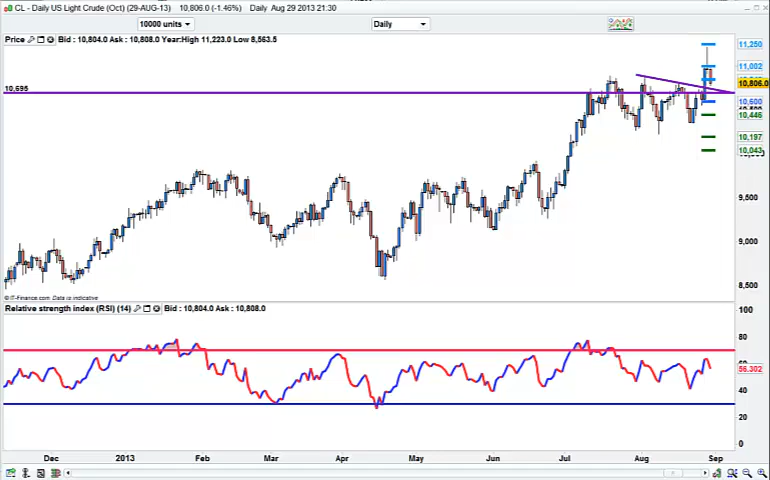 CL - Daily US Light Crude (Oct) (29-AUG-13) 10,806.0 (-1.46%) Daily Aug 29 2013 21:30
10000 units
Daily
Price Bid : 10,804.0 Ask : 10,808.0 Year:High 11,223.0 Low 8,563.5
11,250
11,002
10,806.0
10,695
10,600
10,446
10,197
10,043
9,500
9,000
8,500
© IT-Finance.com Data is indicative
Relative strength index (RSI) (14) Bid : 10,804.0 Ask : 10,808.0
100
80
60
56.302
40
20
0
Dec 2013 Feb Mar Apr May Jun Jul Aug Sep